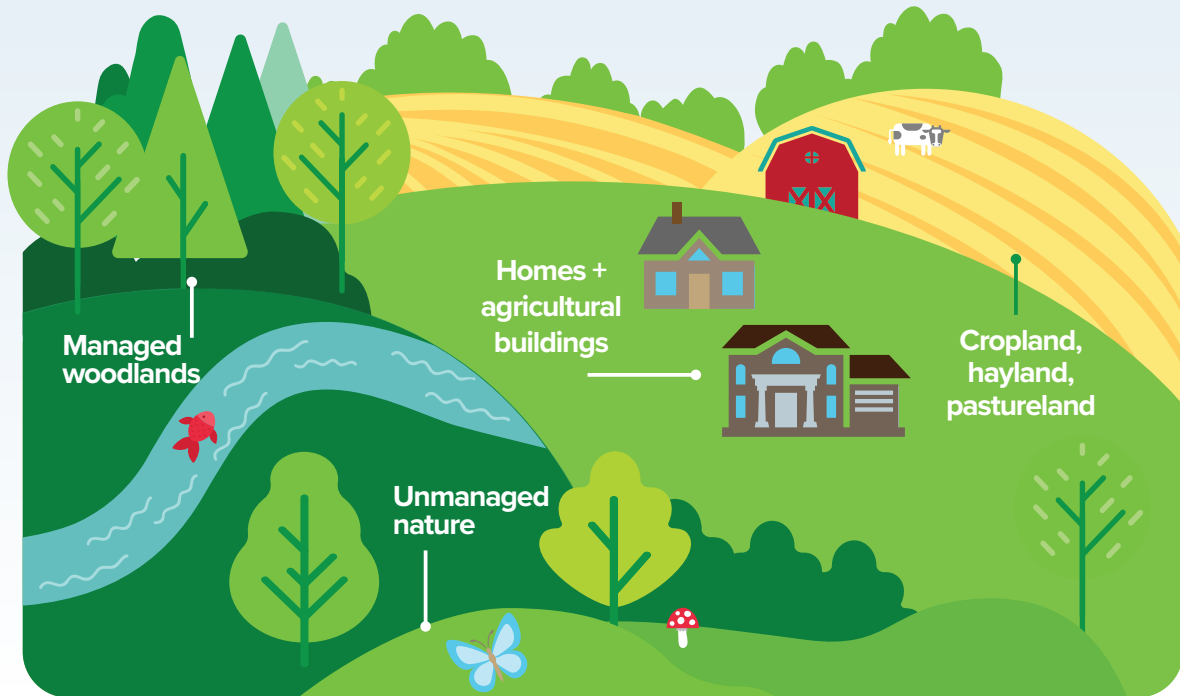 Homes +
agricultural
buildings
Managed
woodlands
Cropland,
hayland,
pastureland
Unmanaged
nature